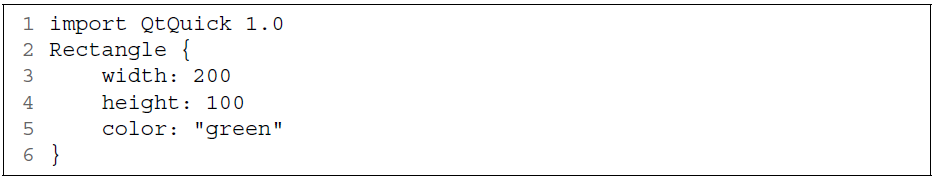 1 import QtQuick 1.0
2 Rectangle {
3     width: 200
4     height: 100
5     color: "green"
6 }